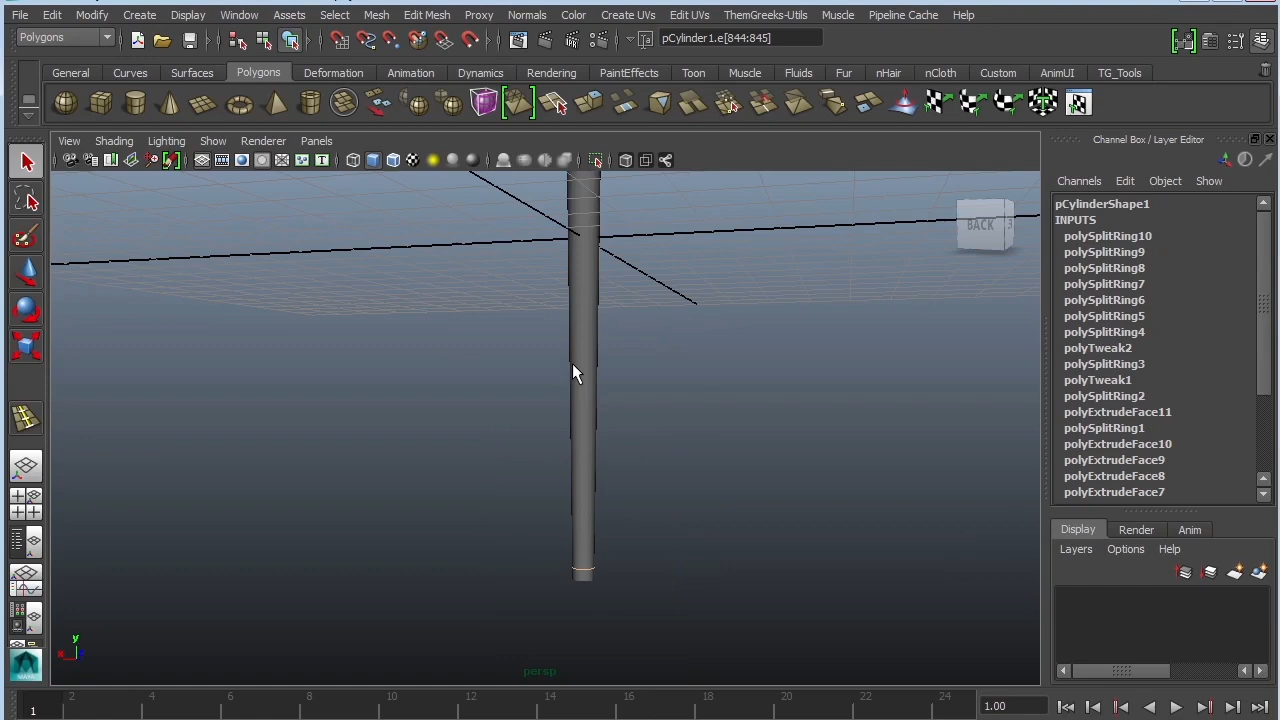 File Edit Modify Create Display Window Assets Select Mesh Edit Mesh Proxy Normals Color Create UVs Edit UVs ThemGreeks-Utils Muscle Pipeline Cache Help
Polygons pCylinder1.e[844:845]
General Curves Surfaces Polygons Deformation Animation Dynamics Rendering PaintEffects Toon Muscle Fluids Fur nHair nCloth Custom AnimUI TG_Tools
View Shading Lighting Show Renderer Panels
Channel Box / Layer Editor
Channels Edit Object Show
pCylinderShape1
INPUTS
polySplitRing10
polySplitRing9
polySplitRing8
polySplitRing7
polySplitRing6
polySplitRing5
polySplitRing4
polyTweak2
polySplitRing3
polyTweak1
polySplitRing2
polyExtrudeFace11
polySplitRing1
polyExtrudeFace10
polyExtrudeFace9
polyExtrudeFace8
polyExtrudeFace7
BACK
Display Render Anim
Layers Options Help
y
x
persp
2 4 6 8 10 12 14 16 18 20 22 24
1 1.00